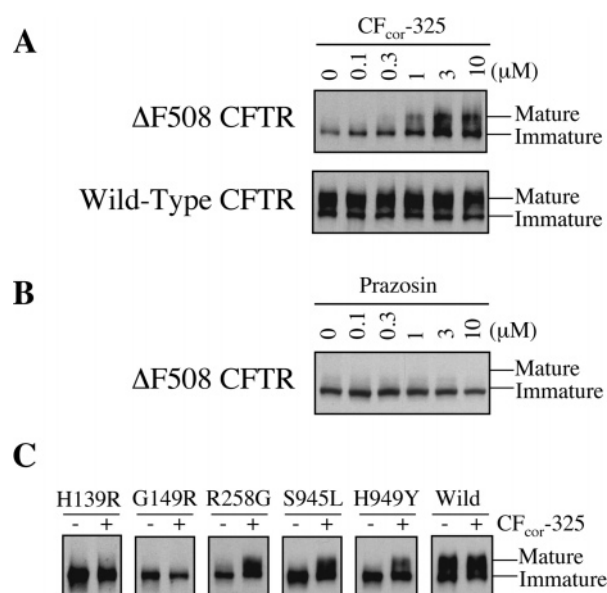 A
CFcor-325
0 0.1 0.3 1 3 10 (μM)
ΔF508 CFTR
Mature
Immature
Wild-Type CFTR
Mature
Immature
B
Prazosin
0 0.1 0.3 1 3 10 (μM)
ΔF508 CFTR
Mature
Immature
C
H139R G149R R258G S945L H949Y Wild
- + - + - + - + - + - + CFcor-325
Mature
Immature